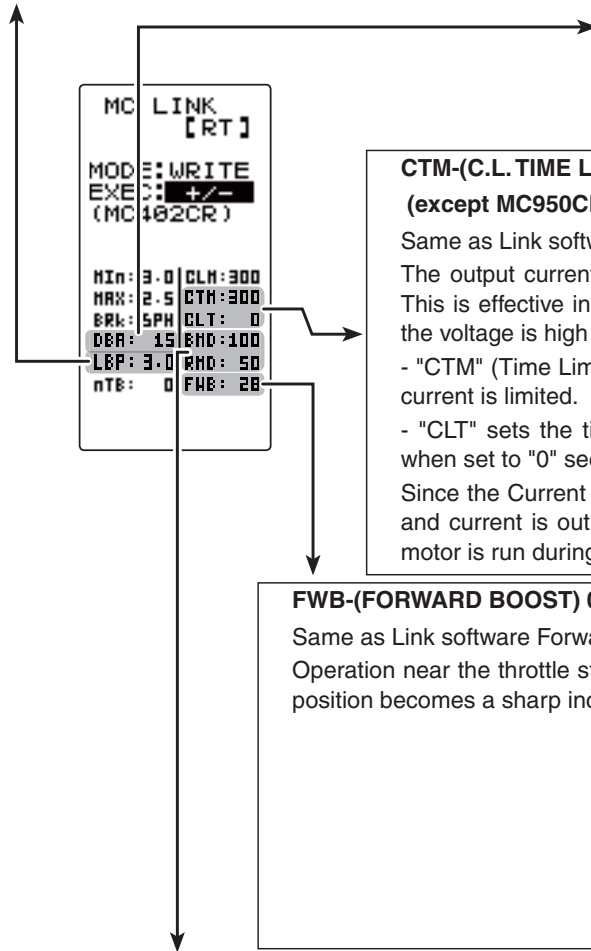 MC LINK
[RT]
MODE:WRITE
EXEC: +/-
(MC402CR)
MIn: 3.0 CLM:300
MAX: 2.5 CTM:300
BRk: SPH CLT: 0
DBA: 15 BMD:100
LBP: 3.0 RMD: 50
nTB: 0 FWB: 28
CTM-(C.L. TIME L
(except MC950C
Same as Link softw
The output current
This is effective in
the voltage is high
- "CTM" (Time Lim
current is limited.
- "CLT" sets the ti
when set to "0" se
Since the Current
and current is out
motor is run during
FWB-(FORWARD BOOST)
Same as Link software Forwa
Operation near the throttle s
position becomes a sharp in